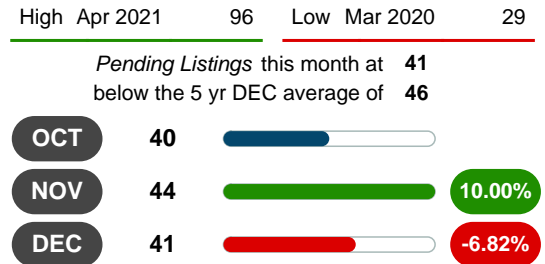 High Apr 2021 96 Low Mar 2020 29
Pending Listings this month at 41
below the 5 yr DEC average of 46
OCT 40
NOV 44 10.00%
DEC 41 -6.82%